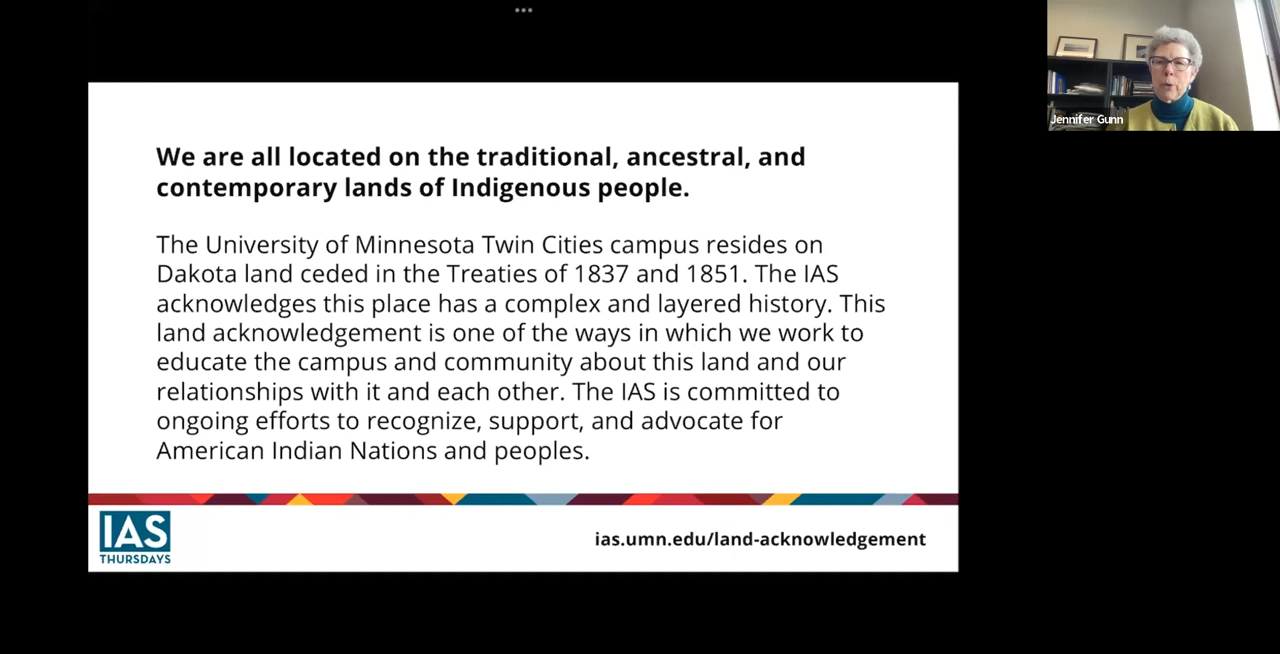 We are all located on the traditional, ancestral, and
contemporary lands of Indigenous people.
The University of Minnesota Twin Cities campus resides on
Dakota land ceded in the Treaties of 1837 and 1851. The IAS
acknowledges this place has a complex and layered history. This
land acknowledgement is one of the ways in which we work to
educate the campus and community about this land and our
relationships with it and each other. The IAS is committed to
ongoing efforts to recognize, support, and advocate for
American Indian Nations and peoples.
IAS
THURSDAYS
ias.umn.edu/land-acknowledgement
Jennifer Gunn